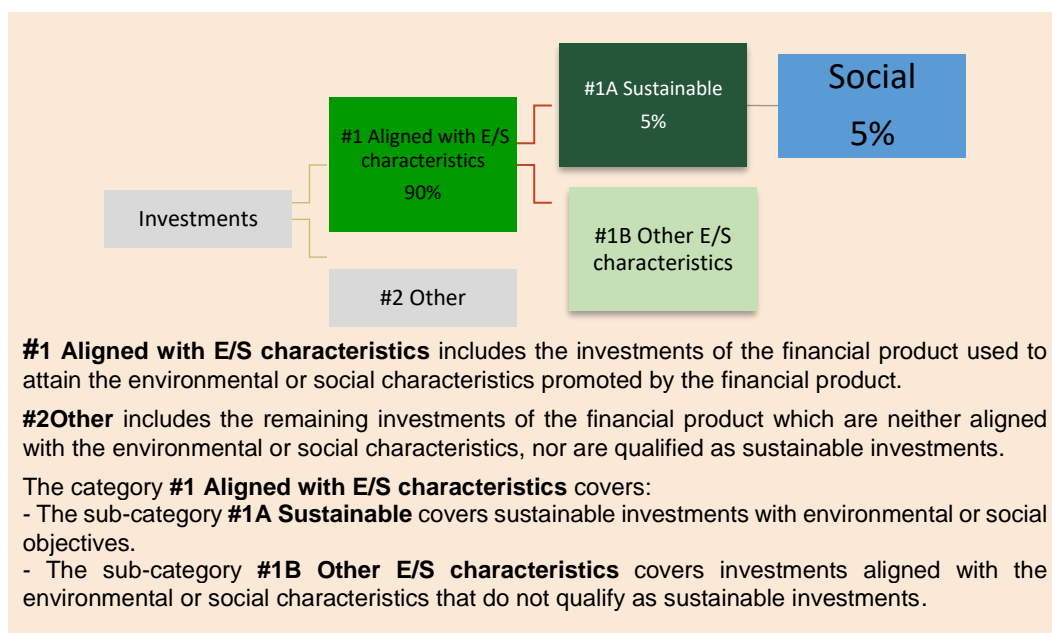 #1A Sustainable
5%
Social
5%
#1 Aligned with E/S
characteristics
90%
Investments
#1B Other E/S
characteristics
#2 Other
#1 Aligned with E/S characteristics includes the investments of the financial product used to
attain the environmental or social characteristics promoted by the financial product.
#2Other includes the remaining investments of the financial product which are neither aligned
with the environmental or social characteristics, nor are qualified as sustainable investments.
The category #1 Aligned with E/S characteristics covers:
- The sub-category #1A Sustainable covers sustainable investments with environmental or social
objectives.
- The sub-category #1B Other E/S characteristics covers investments aligned with the
environmental or social characteristics that do not qualify as sustainable investments.